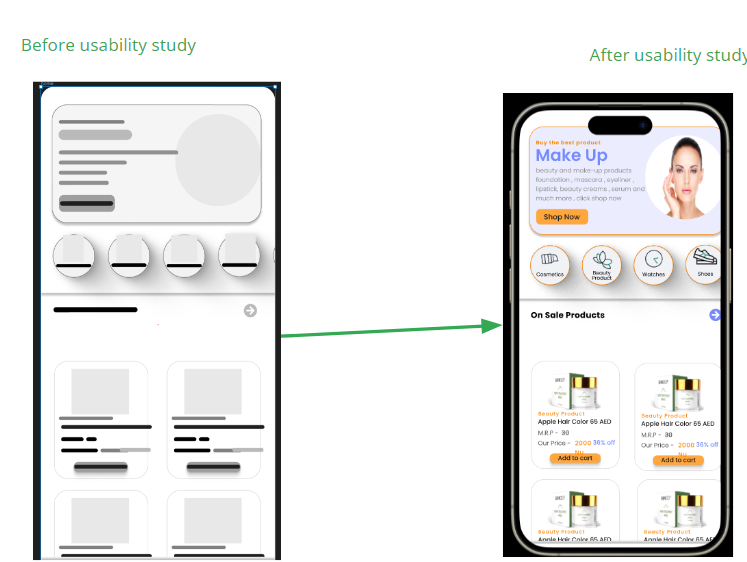 Before usability study
After usability study
Buy the best product
Make Up
beauty and make-up products
foundation , mascara , eyeliner ,
lipstick, beauty creams , serum and
much more , click shop now
Shop Now
Cosmetics
Beauty
Product
Watches
Shoes
On Sale Products
Beauty Product
Apple Hair Color 65 AED
M.R.P - 30
Our Price - 2000 36% off
Add to cart
Beauty Product
Apple Hair Color 65 AED
M.R.P - 30
Our Price - 2000 36% off
Add to cart
Beauty Product
Apple Hair Color 65 AED
Beauty Product
Apple Hair Color 65 AED